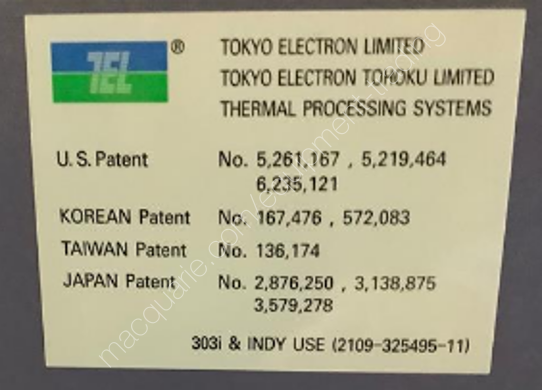 TEL ® TOKYO ELECTRON LIMITED
TOKYO ELECTRON TOHOKU LIMITED
THERMAL PROCESSING SYSTEMS
U.S. Patent No. 5,261,167 , 5,219,464
6,235,121
KOREAN Patent No. 167,476 , 572,083
TAIWAN Patent No. 136,174
JAPAN Patent No. 2,876,250 , 3,138,875
3,579,278
303i & INDY USE (2109-325495-11)